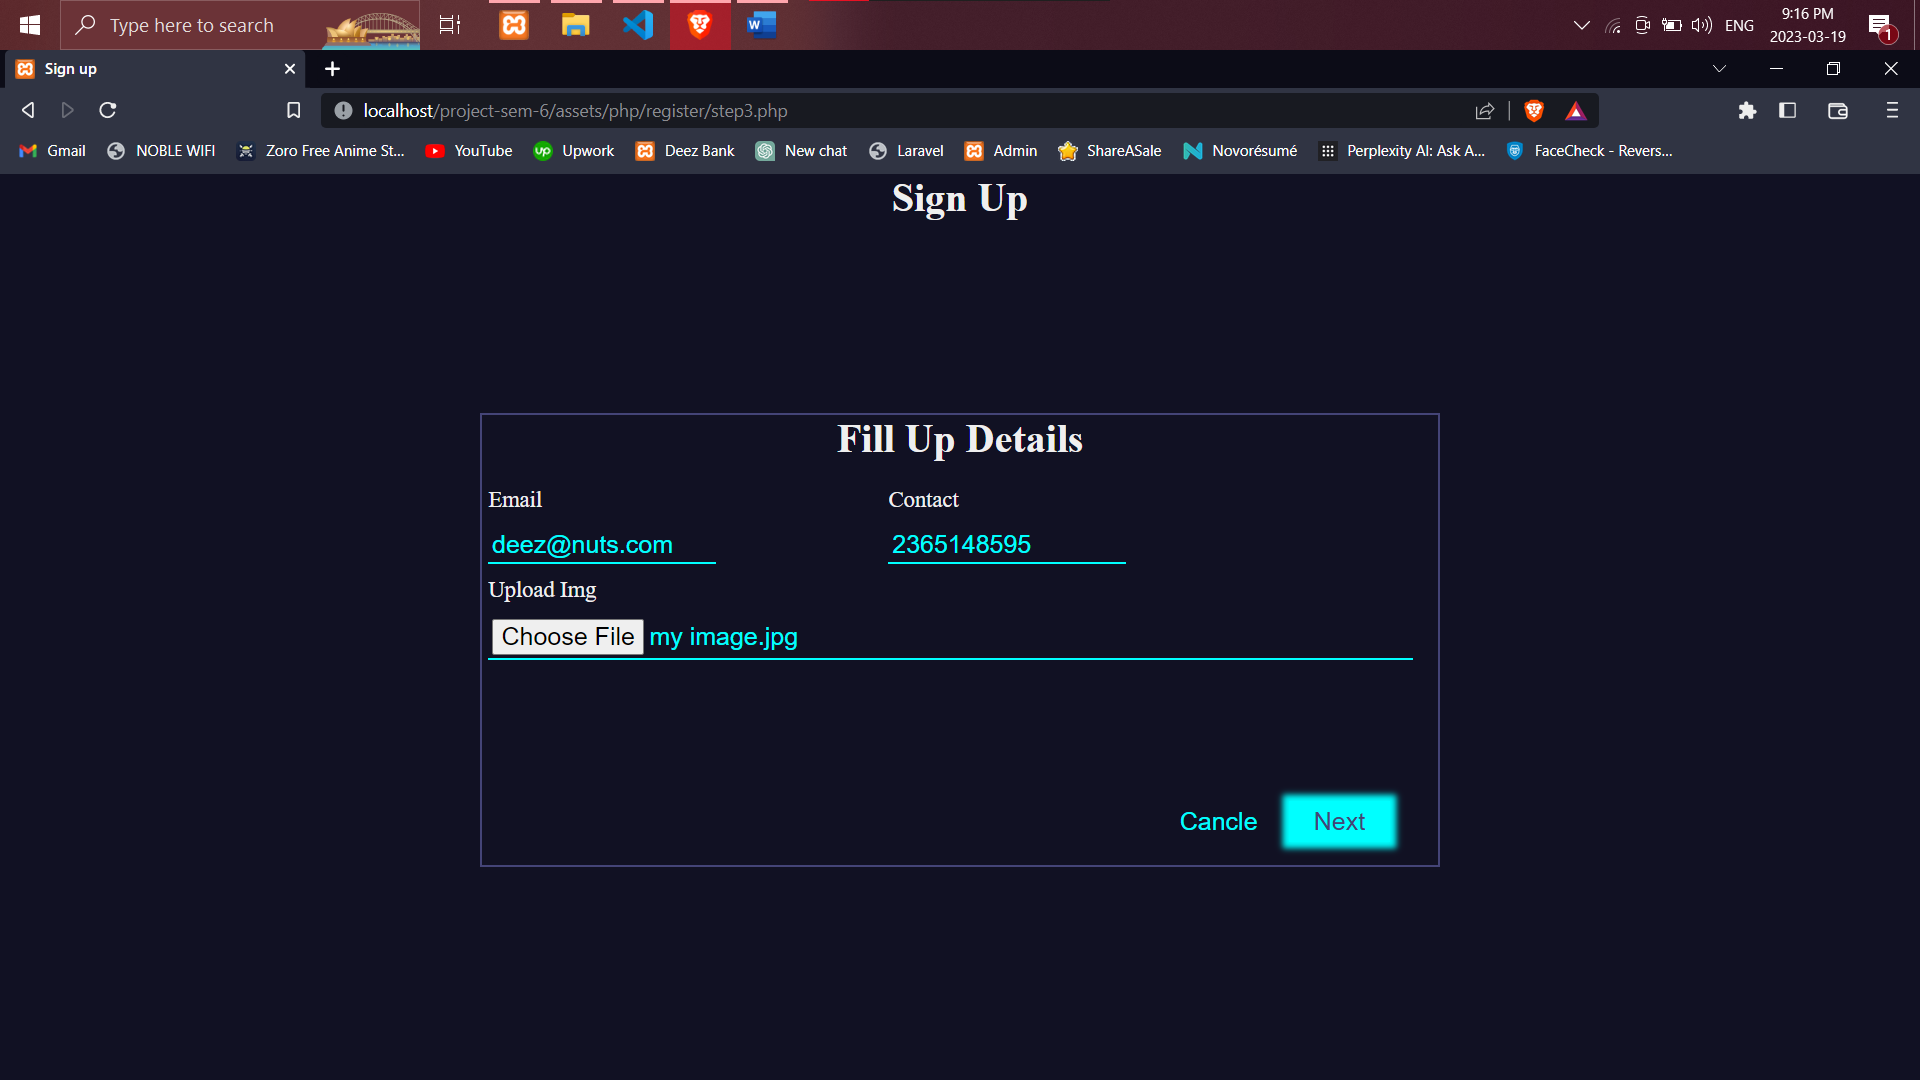 Type here to search
ENG
9:16 PM
2023-03-19
1
Sign up
localhost/project-sem-6/assets/php/register/step3.php
Gmail NOBLE WIFI Zoro Free Anime St... YouTube up Upwork Deez Bank New chat Laravel Admin ShareASale Novorésumé Perplexity AI: Ask A... FaceCheck - Revers...
Sign Up
Fill Up Details
Email Contact
deez@nuts.com 2365148595
Upload Img
Choose File my image.jpg
Cancle Next